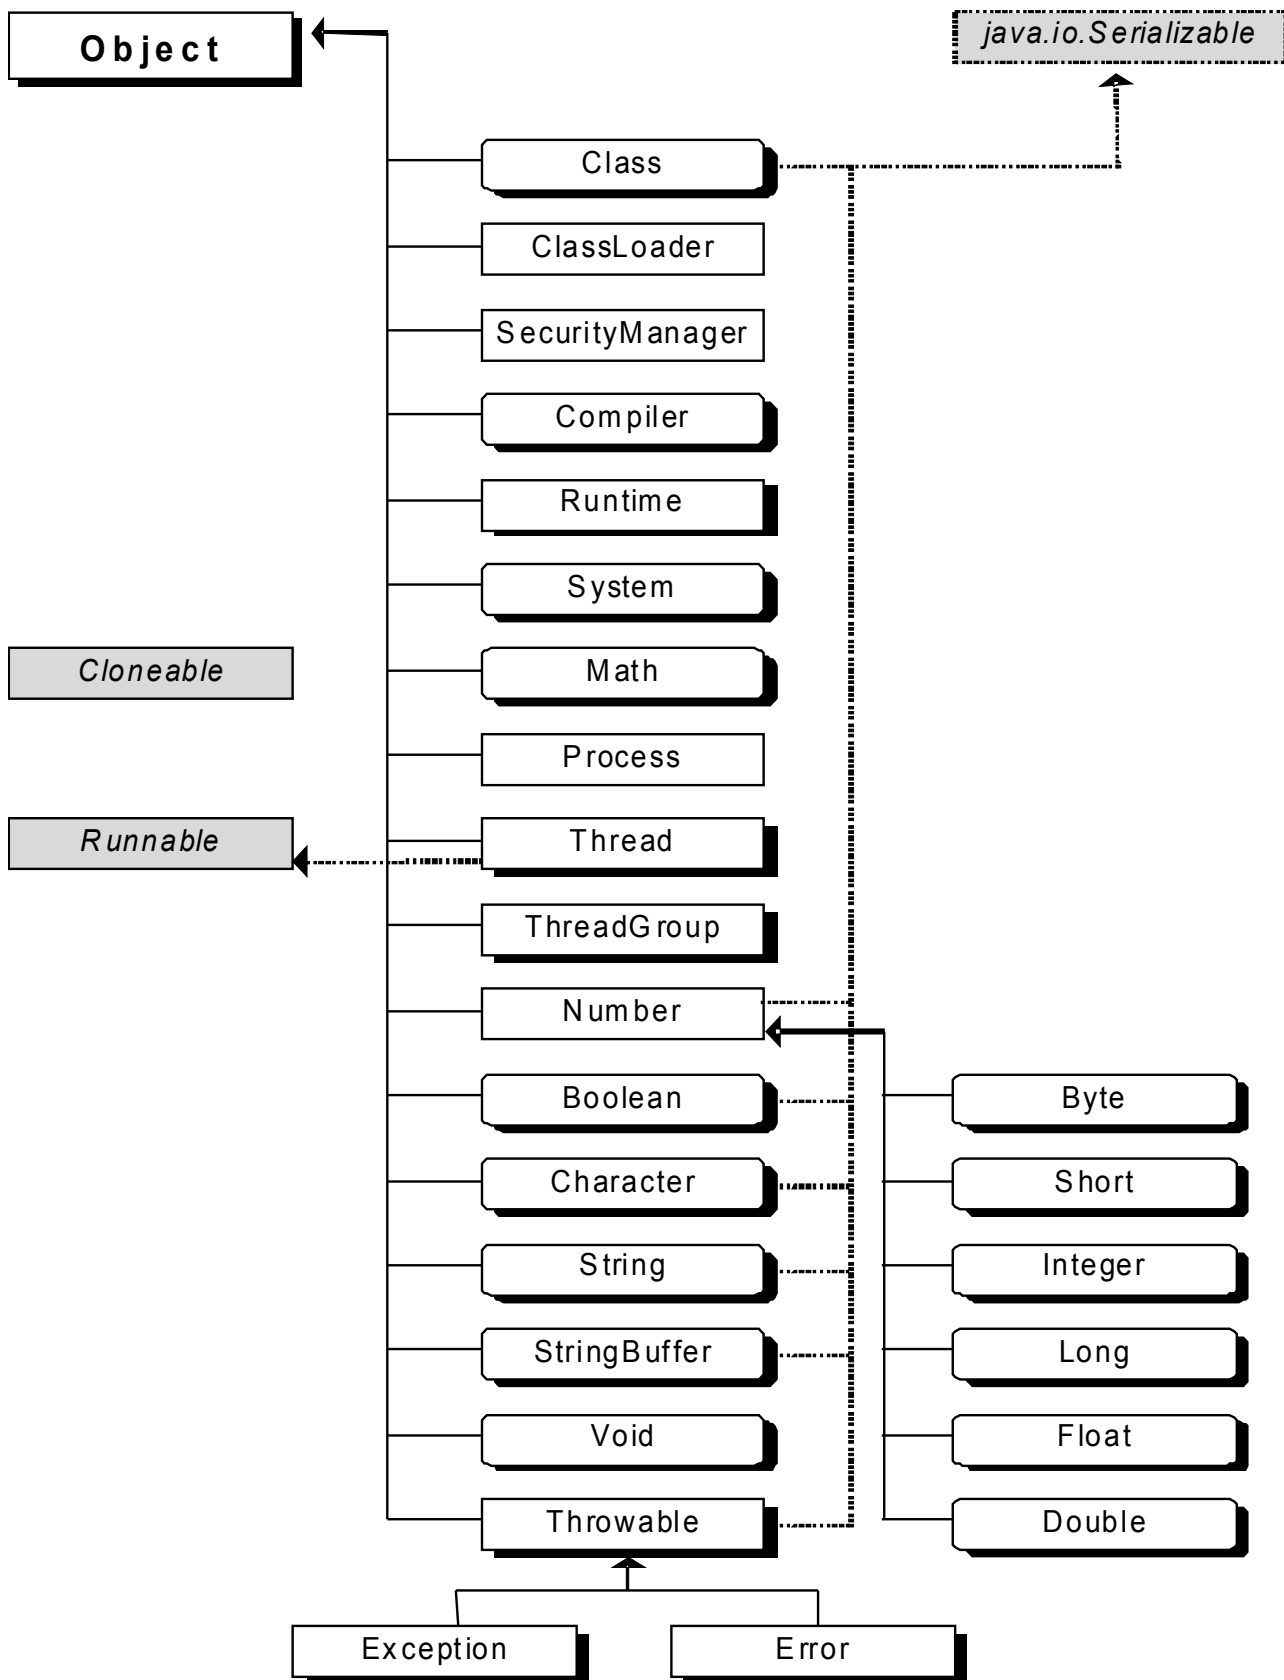 Object
java.io.Serializable
Class
ClassLoader
SecurityManager
Compiler
Runtime
System
Cloneable
Math
Process
Runnable
Thread
ThreadGroup
Number
Boolean
Byte
Character
Short
String
Integer
StringBuffer
Long
Void
Float
Throwable
Double
Exception
Error